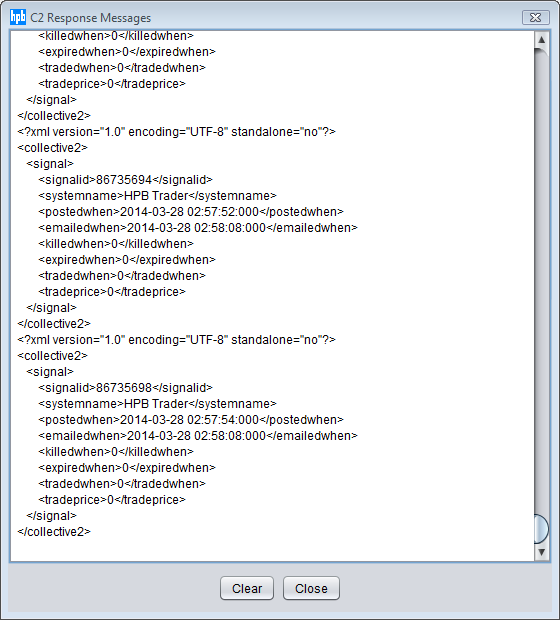 hpb C2 Response Messages
<killedwhen>0</killedwhen>
<expiredwhen>0</expiredwhen>
<tradedwhen>0</tradedwhen>
<tradeprice>0</tradeprice>
</signal>
</collective2>
<?xml version="1.0" encoding="UTF-8" standalone="no"?>
<collective2>
<signal>
<signalid>86735694</signalid>
<systemname>HPB Trader</systemname>
<postedwhen>2014-03-28 02:57:52:000</postedwhen>
<emailedwhen>2014-03-28 02:58:08:000</emailedwhen>
<killedwhen>0</killedwhen>
<expiredwhen>0</expiredwhen>
<tradedwhen>0</tradedwhen>
<tradeprice>0</tradeprice>
</signal>
</collective2>
<?xml version="1.0" encoding="UTF-8" standalone="no"?>
<collective2>
<signal>
<signalid>86735698</signalid>
<systemname>HPB Trader</systemname>
<postedwhen>2014-03-28 02:57:54:000</postedwhen>
<emailedwhen>2014-03-28 02:58:08:000</emailedwhen>
<killedwhen>0</killedwhen>
<expiredwhen>0</expiredwhen>
<tradedwhen>0</tradedwhen>
<tradeprice>0</tradeprice>
</signal>
</collective2>
Clear Close